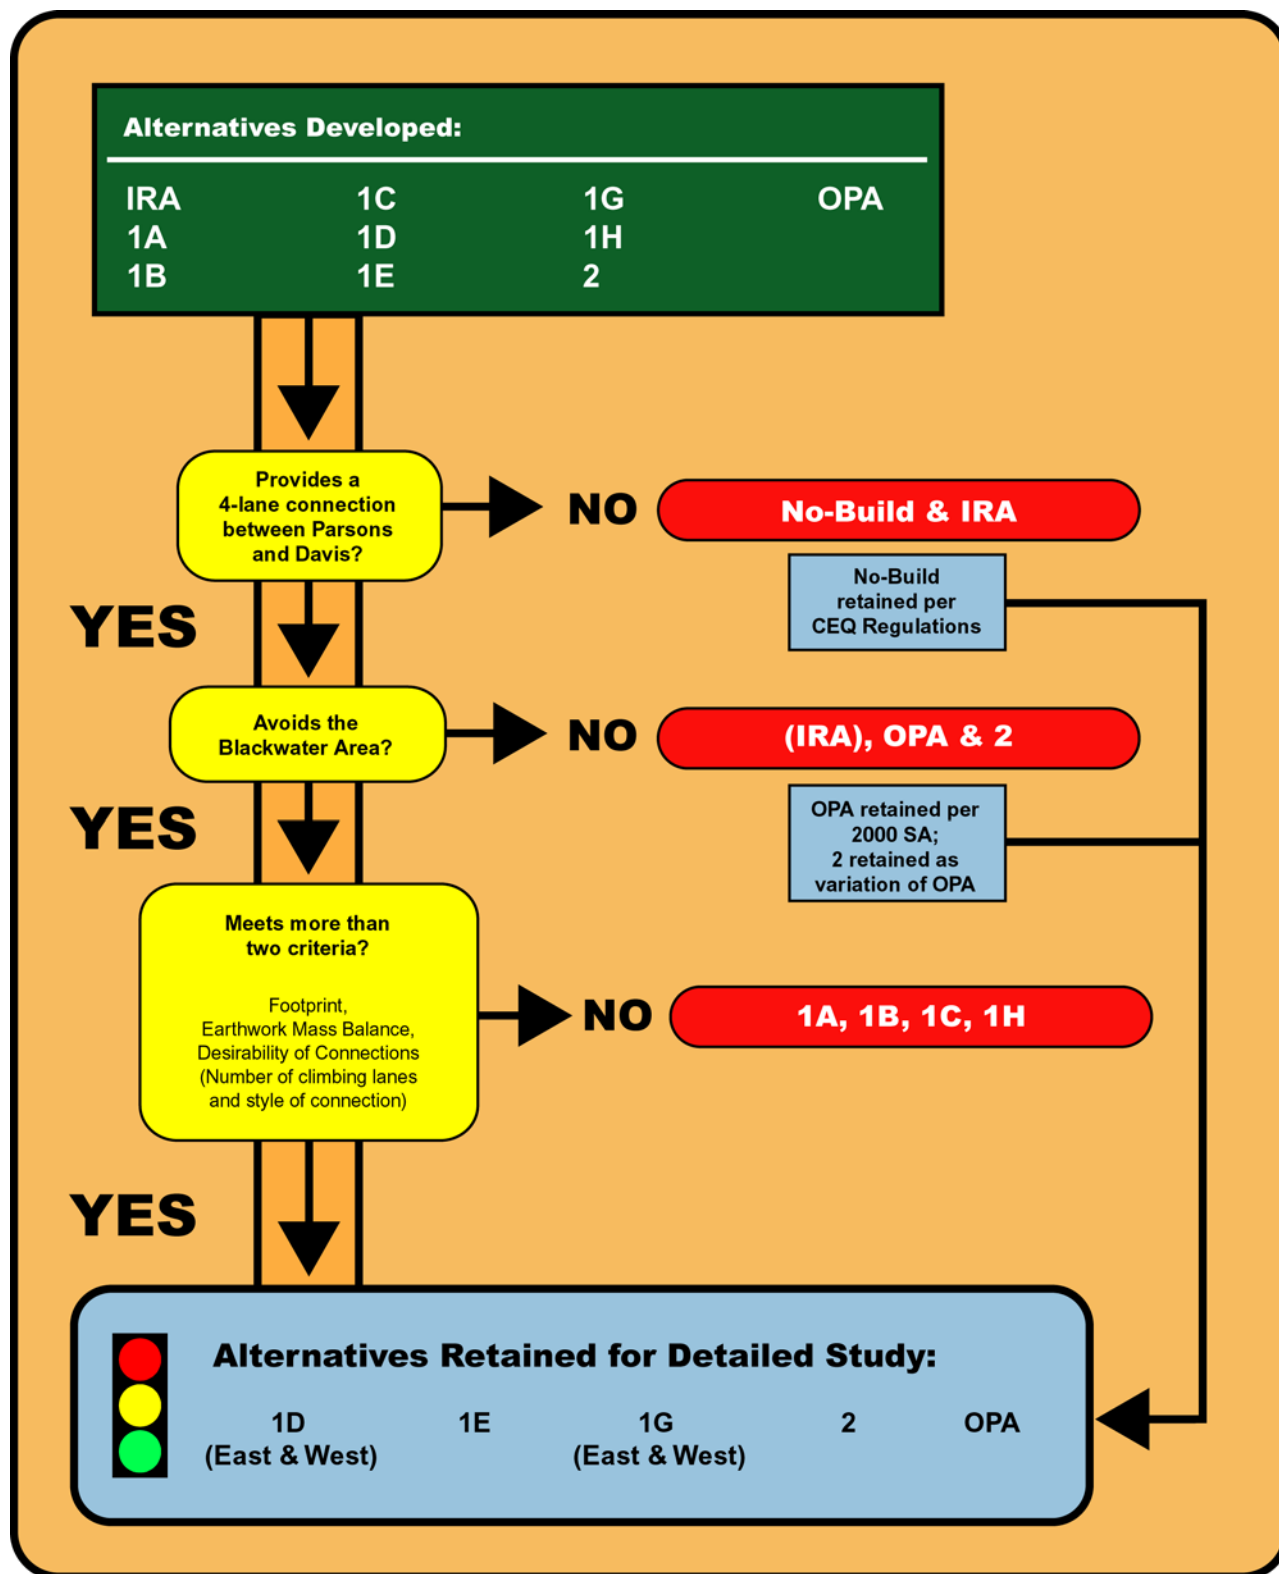 Alternatives Developed:
IRA 1C 1G OPA
1A 1D 1H
1B 1E 2
Provides a
4-lane connection
between Parsons
and Davis?
NO
No-Build & IRA
No-Build
retained per
CEQ Regulations
YES
Avoids the
Blackwater Area?
NO
(IRA), OPA & 2
OPA retained per
2000 SA;
2 retained as
variation of OPA
YES
Meets more than
two criteria?
Footprint,
Earthwork Mass Balance,
Desirability of Connections
(Number of climbing lanes
and style of connection)
NO
1A, 1B, 1C, 1H
YES
Alternatives Retained for Detailed Study:
1D 1E 1G 2 OPA
(East & West) (East & West)